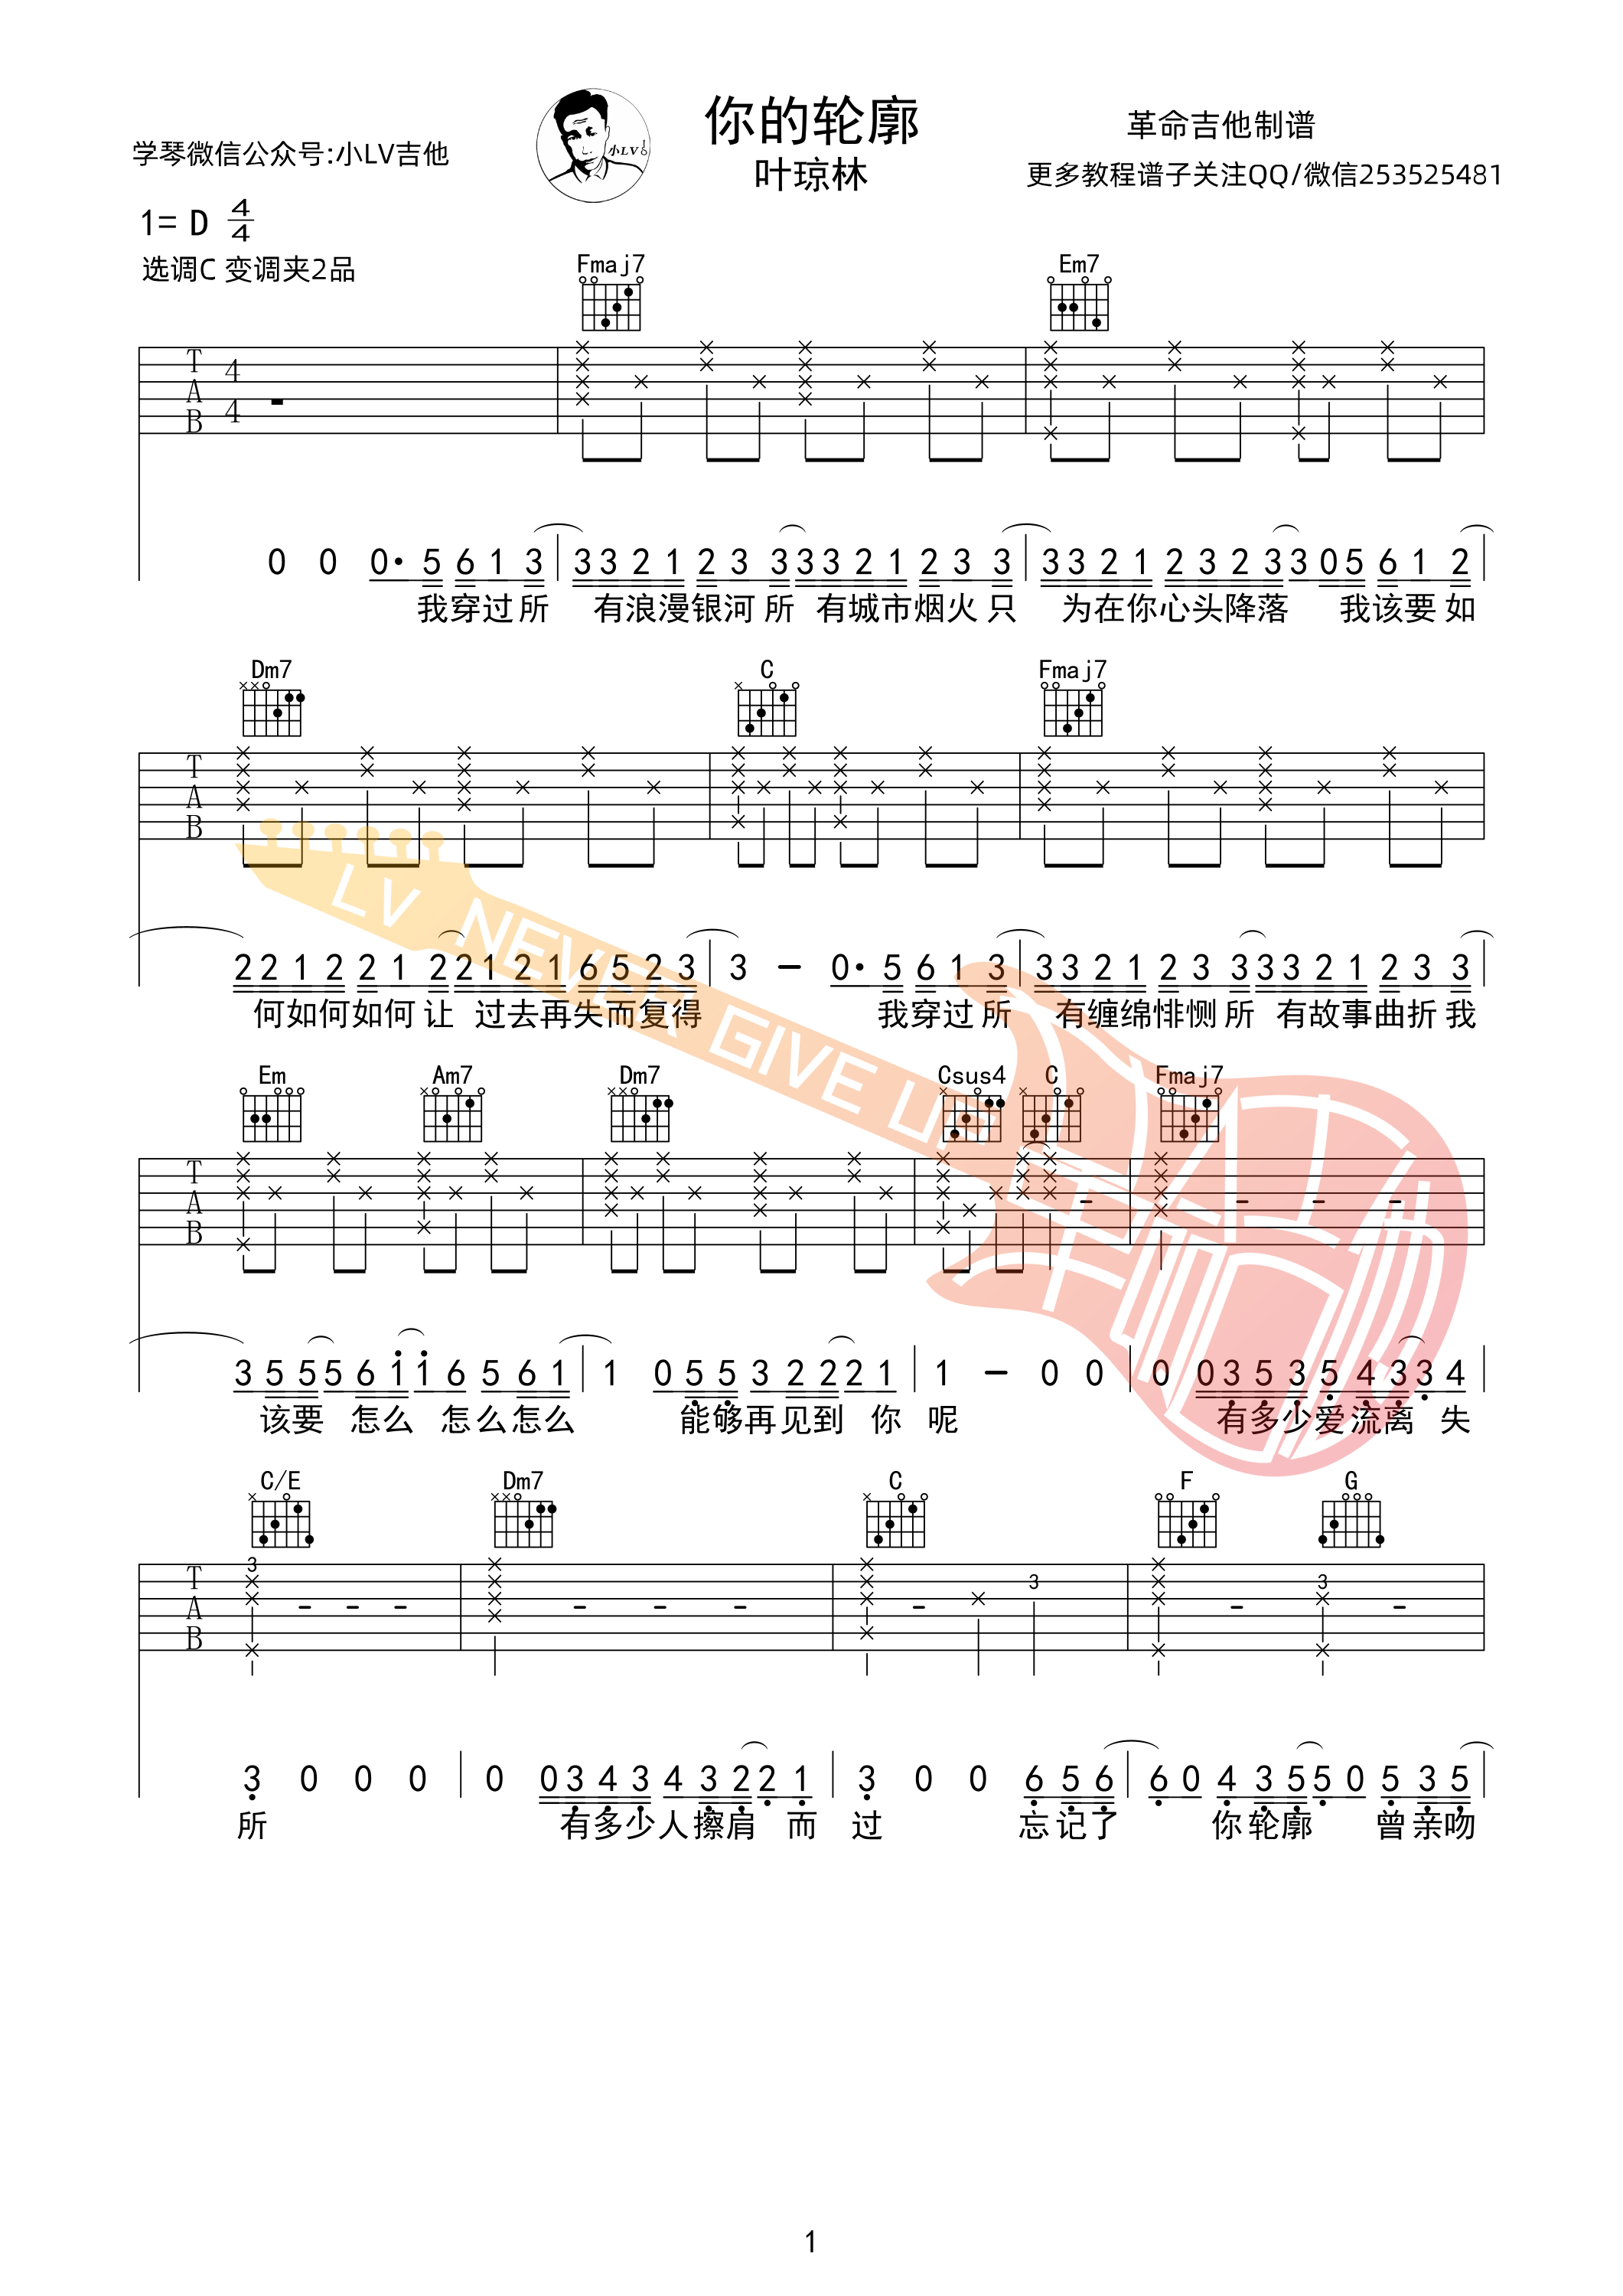 你的轮廓
叶琼林
学琴微信公众号:小LV吉他
小LV
革命吉他制谱
更多教程谱子关注QQ/微信253525481
1= D 4/4
选调C 变调夹2品
Fmaj7 Em7
T A B 4 4
0 0 0· 5 6 1 3 | 3 3 2 1 2 3 3 3 3 2 1 2 3 3 | 3 3 2 1 2 3 2 3 3 0 5 6 1 2 |
我穿过所 有浪漫银河所 有城市烟火只 为在你心头降落 我该要如
Dm7 C Fmaj7
T A B
2 2 1 2 2 1 2 2 1 2 1 6 5 2 3 | 3 – 0· 5 6 1 3 | 3 3 2 1 2 3 3 3 3 2 1 2 3 3 |
何如何如何让 过去再失而复得 我穿过所 有缠绵悱恻所 有故事曲折我
Em Am7 Dm7 Csus4 C Fmaj7
T A B
3 5 5 5 6 1 1 6 5 6 1 | 1 0 5 5 3 2 2 2 1 | 1 – 0 0 | 0 0 3 5 3 5 4 3 3 4 |
该要 怎么 怎么怎么 能够再见到 你 呢 有多少爱流离 失
C/E Dm7 C F G
T A B 3 3 3
3 0 0 0 | 0 0 3 4 3 4 3 2 2 1 | 3 0 0 6 5 6 | 6 0 4 3 5 5 0 5 3 5 |
所 有多少人擦肩 而 过 忘记了 你轮廓 曾亲吻
LV NEVER GIVE UP
革命吉他
1